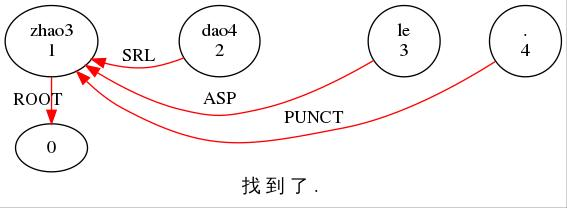 zhao3
1
dao4
2
le
3
.
4
SRL
ASP
PUNCT
ROOT
0
找 到 了 .